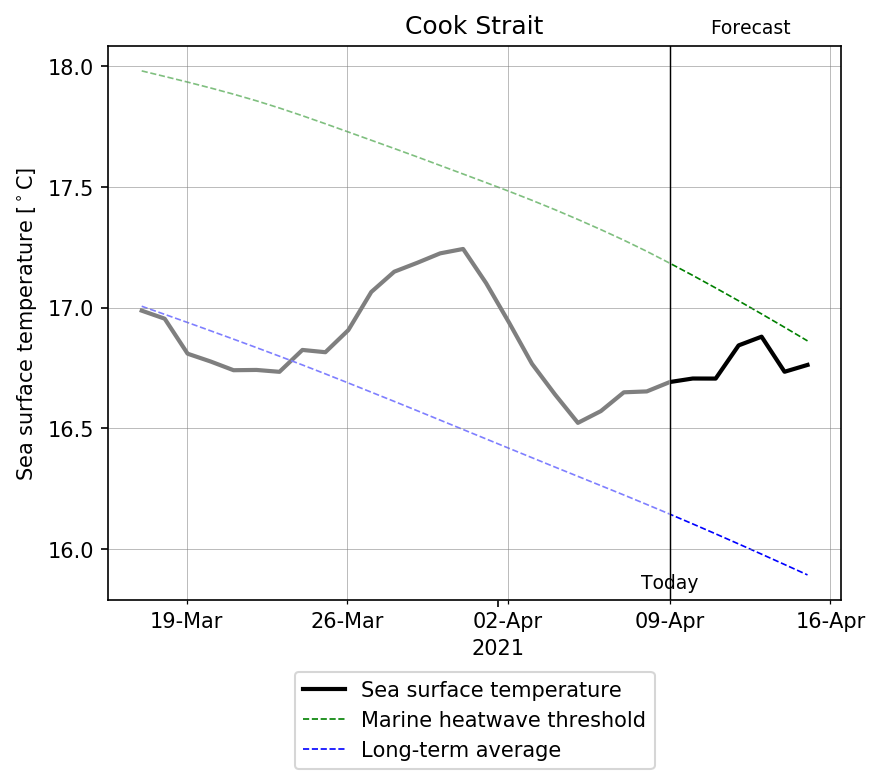 Cook Strait
Forecast
Sea surface temperature [°C]
18.0
17.5
17.0
16.5
16.0
Today
19-Mar
26-Mar
02-Apr
09-Apr
16-Apr
2021
Sea surface temperature
Marine heatwave threshold
Long-term average